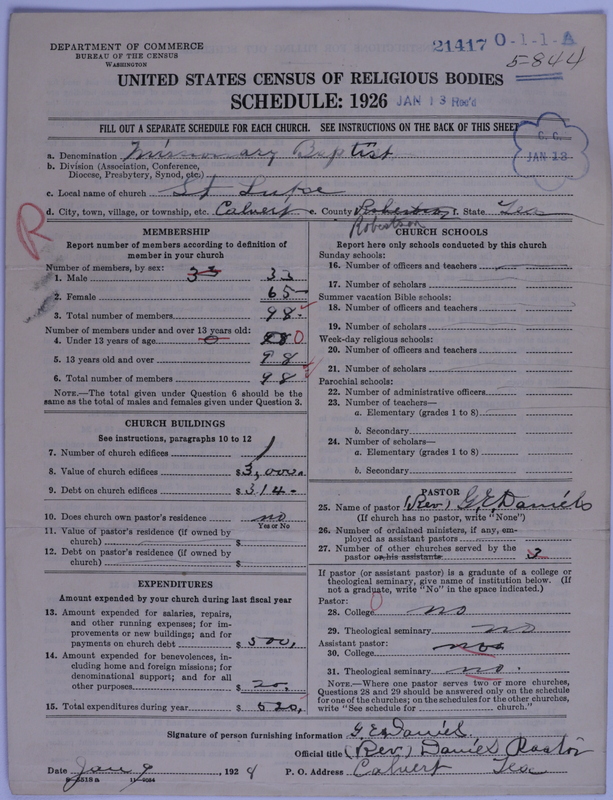 DEPARTMENT OF COMMERCE
BUREAU OF THE CENSUS
WASHINGTON
21417 0-1-1-A
5-844
UNITED STATES CENSUS OF RELIGIOUS BODIES
SCHEDULE: 1926 JAN 13 Rec'd
FILL OUT A SEPARATE SCHEDULE FOR EACH CHURCH. SEE INSTRUCTIONS ON THE BACK OF THIS SHEET
C. C.
JAN 13
a. Denomination Missionary Baptist
b. Division (Association, Conference, Diocese, Presbytery, Synod, etc.)
c. Local name of church St Luke
d. City, town, village, or township, etc. Calvert e. County Robertson f. State Tex
Robertson
R
MEMBERSHIP
Report number of members according to definition of member in your church
Number of members, by sex:
1. Male 33 33
2. Female 65
3. Total number of members 98
Number of members under and over 13 years old:
4. Under 13 years of age 0 0
5. 13 years old and over 98
6. Total number of members 98
NOTE.—The total given under Question 6 should be the same as the total of males and females given under Question 3.
CHURCH BUILDINGS
See instructions, paragraphs 10 to 12
7. Number of church edifices 1
8. Value of church edifices $3,000
9. Debt on church edifices $314
10. Does church own pastor's residence no
Yes or No
11. Value of pastor's residence (if owned by church) $
12. Debt on pastor's residence (if owned by church) $
EXPENDITURES
Amount expended by your church during last fiscal year
13. Amount expended for salaries, repairs, and other running expenses; for improvements or new buildings; and for payments on church debt $ 500,
14. Amount expended for benevolences, including home and foreign missions; for denominational support; and for all other purposes $ 20,
15. Total expenditures during year $ 520,
CHURCH SCHOOLS
Report here only schools conducted by this church
Sunday schools:
16. Number of officers and teachers
17. Number of scholars
Summer vacation Bible schools:
18. Number of officers and teachers
19. Number of scholars
Week-day religious schools:
20. Number of officers and teachers
21. Number of scholars
Parochial schools:
22. Number of administrative officers
23. Number of teachers—
a. Elementary (grades 1 to 8)
b. Secondary
24. Number of scholars—
a. Elementary (grades 1 to 8)
b. Secondary
PASTOR
25. Name of pastor (Rev) G. E. Daniels
(If church has no pastor, write "None")
26. Number of ordained ministers, if any, employed as assistant pastors
27. Number of other churches served by the pastor or his assistants
If pastor (or assistant pastor) is a graduate of a college or theological seminary, give name of institution below. (If not a graduate, write "No" in the space indicated.)
Pastor:
28. College no
29. Theological seminary no
Assistant pastor:
30. College no
31. Theological seminary no.
NOTE.—Where one pastor serves two or more churches, Questions 28 and 29 should be answered only on the schedule for one of the churches; on the schedules for the other churches, write "See schedule for church."
Signature of person furnishing information G. E. Daniels
Official title (Rev) Daniels Pastor
Date Jan 9, 1928 P. O. Address Calvert Tex